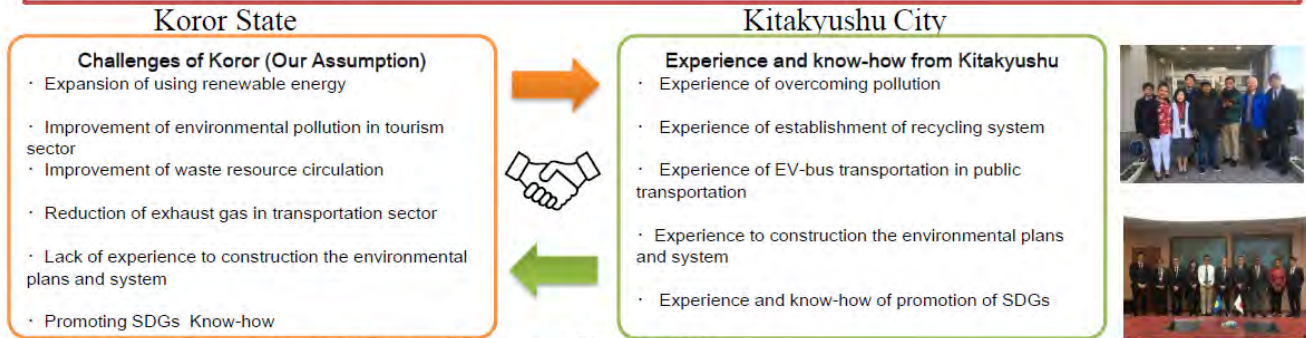 Koror State
Challenges of Koror (Our Assumption)
· Expansion of using renewable energy
· Improvement of environmental pollution in tourism
sector
· Improvement of waste resource circulation
· Reduction of exhaust gas in transportation sector
· Lack of experience to construction the environmental
plans and system
· Promoting SDGs Know-how
Kitakyushu City
Experience and know-how from Kitakyushu
· Experience of overcoming pollution
· Experience of establishment of recycling system
· Experience of EV-bus transportation in public
transportation
· Experience to construction the environmental plans
and system
· Experience and know-how of promotion of SDGs